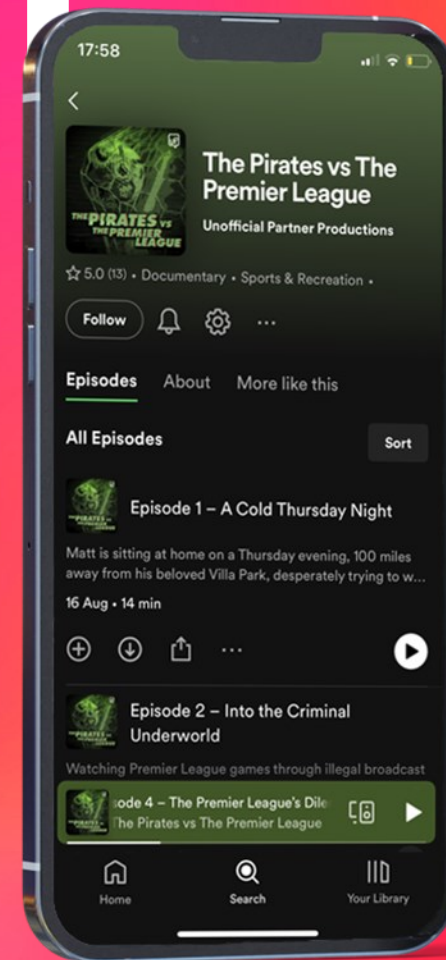 17:58
THE PIRATES VS
THE PREMIER
LEAGUE
The Pirates vs The
Premier League
Unofficial Partner Productions
5.0 (13) • Documentary • Sports & Recreation •
Follow
...
Episodes About More like this
All Episodes
Sort
Episode 1 – A Cold Thursday Night
Matt is sitting at home on a Thursday evening, 100 miles
away from his beloved Villa Park, desperately trying to w...
16 Aug • 14 min
...
Episode 2 – Into the Criminal
Underworld
Watching Premier League games through illegal broadcast
sode 4 – The Premier League's Dile
The Pirates vs The Premier League
Home Search Your Library